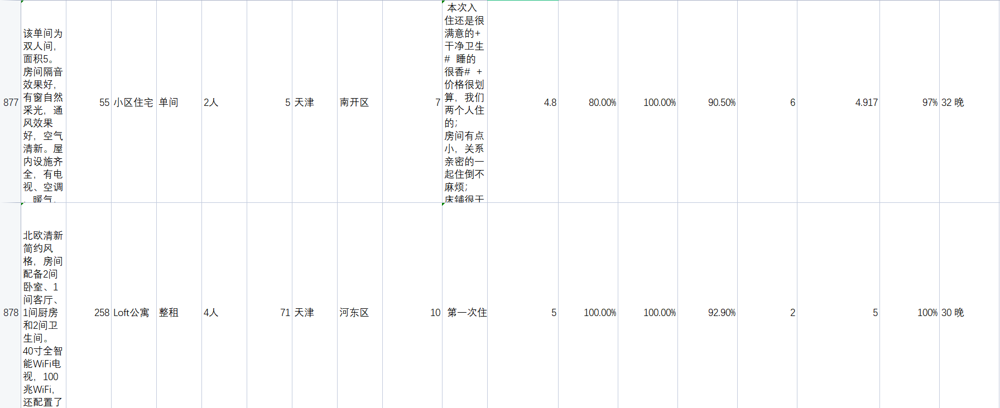 877
该单间为
双人间，
面积5。
房间隔音
效果好，
有窗自然
采光，通
风效果
好，空气
清新。屋
内设施齐
全，有电
视、空调
、暖气、
55
小区住宅
单间
2人
5
天津
南开区
7
本次入
住还是很
满意的+
干净卫生
# 睡的
很香# +
价格很划
算，我们
两个人住
的；
房间有点
小，关系
亲密的一
起住倒不
麻烦；
床铺很干
4.8
80.00%
100.00%
90.50%
6
4.917
97%
32 晚
878
北欧清新
简约风
格，房间
配备2间
卧室、1
间客厅、
1间厨房
和2间卫
生间。
40寸全智
能WiFi电
视，100
兆WiFi，
还配置了
258
Loft公寓
整租
4人
71
天津
河东区
10
第一次住
5
100.00%
100.00%
92.90%
2
5
100%
30 晚